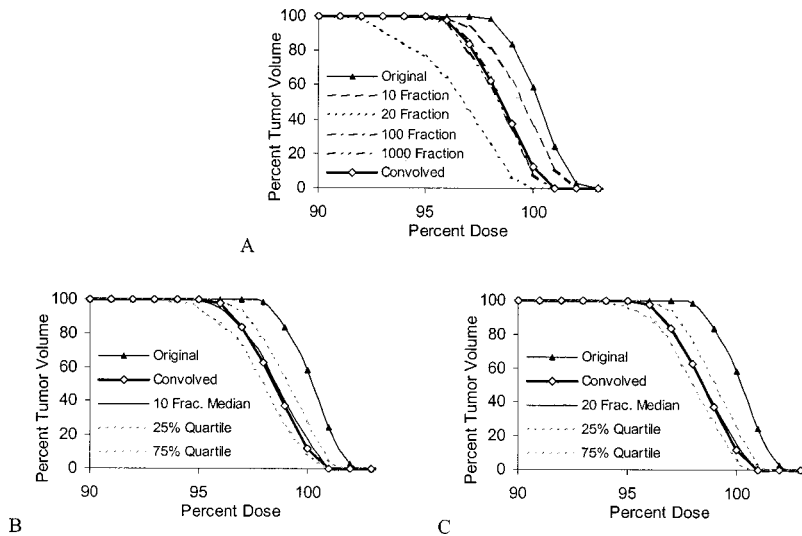 100
80
60
40
20
0
Percent Tumor Volume
Original
10 Fraction
20 Fraction
100 Fraction
1000 Fraction
Convolved
90 95 100
Percent Dose
A
100
80
60
40
20
0
Percent Tumor Volume
Original
Convolved
10 Frac. Median
25% Quartile
75% Quartile
90 95 100
Percent Dose
B
100
80
60
40
20
0
Percent Tumor Volume
Original
Convolved
20 Frac. Median
25% Quartile
75% Quartile
90 95 100
Percent Dose
C